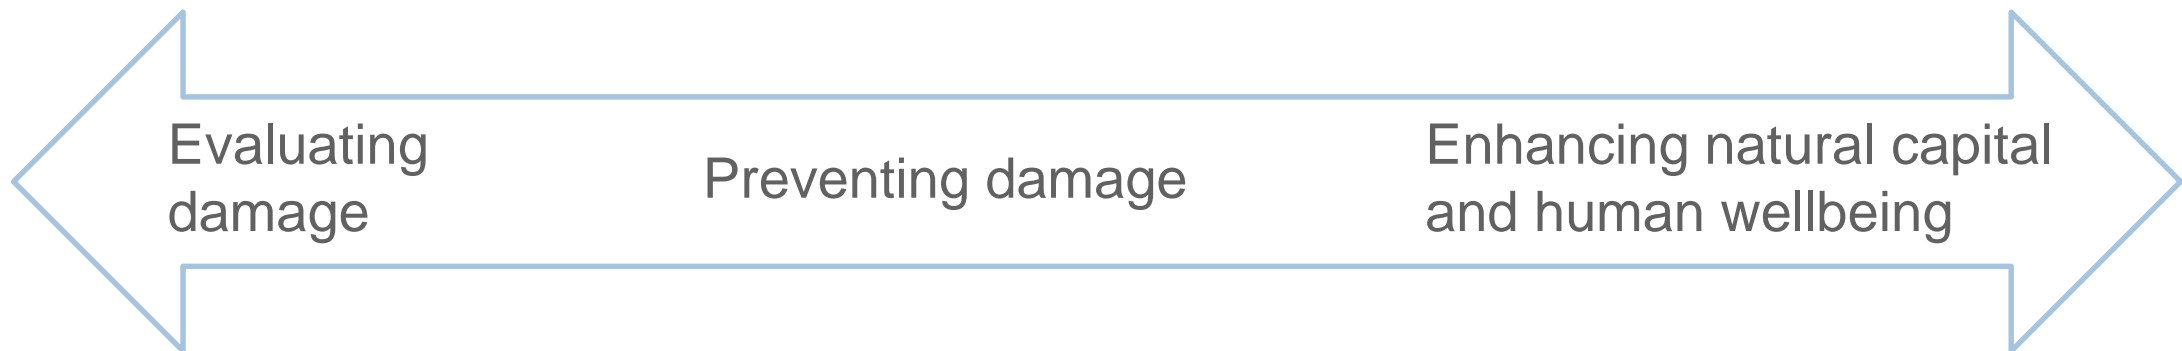 Evaluating
damage
Preventing damage
Enhancing natural capital
and human wellbeing